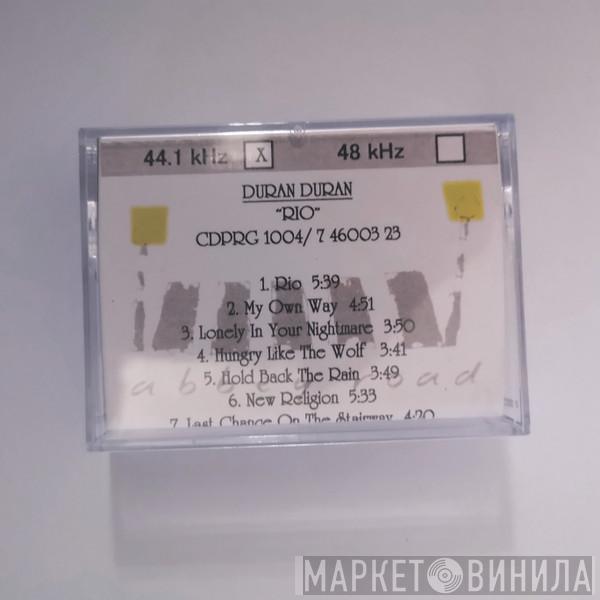 44.1 kHz X 48 kHz
DURAN DURAN
"RIO"
CDPRG 1004/ 7 46003 23
1. Rio 5:39
2. My Own Way 4:51
3. Lonely In Your Nightmare 3:50
4. Hungry Like The Wolf 3:41
5. Hold Back The Rain 3:49
a b b e y r o a d
6. New Religion 5:33
7. Last Chance On The Stairway 4:20
МАРКЕТ ВИНИЛА